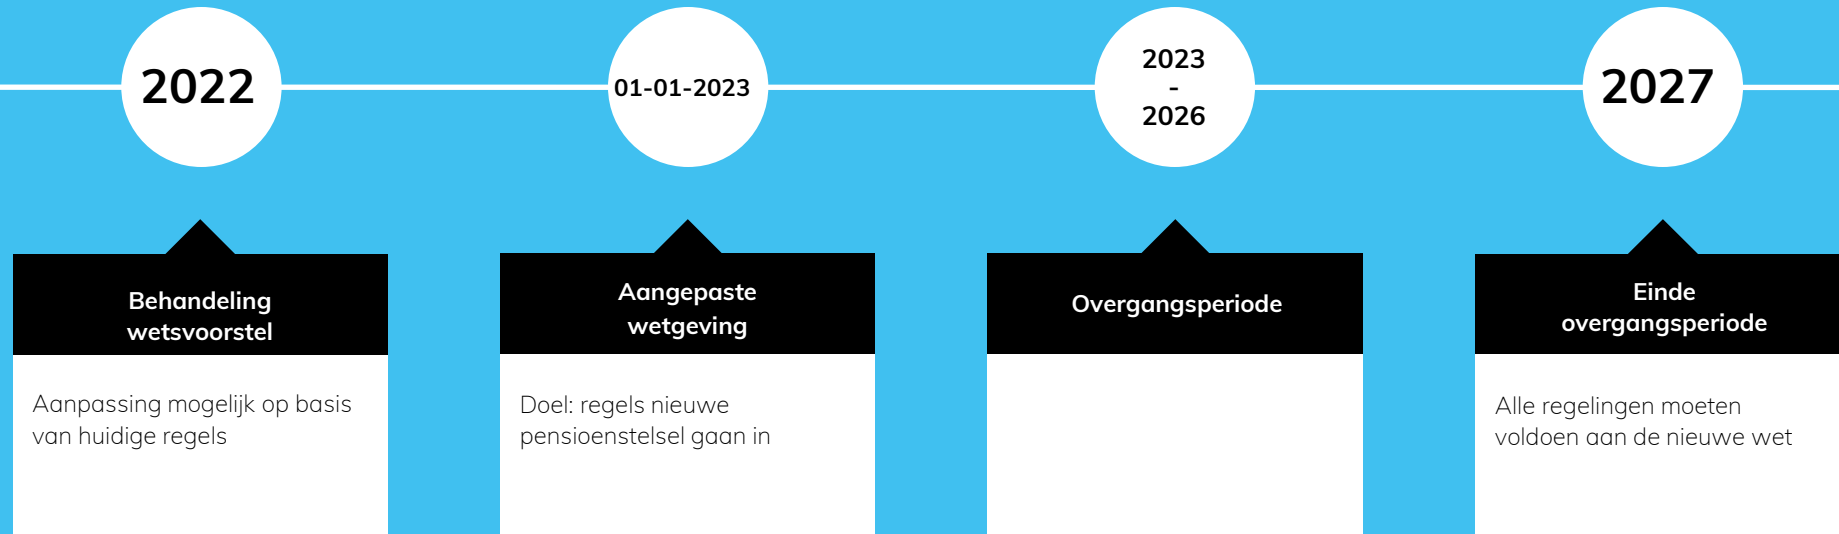 2022
01-01-2023
2023
-
2026
2027
Behandeling
wetsvoorstel
Aangepaste
wetgeving
Overgangsperiode
Einde
overgangsperiode
Aanpassing mogelijk op basis
van huidige regels
Doel: regels nieuwe
pensioenstelsel gaan in
Alle regelingen moeten
voldoen aan de nieuwe wet